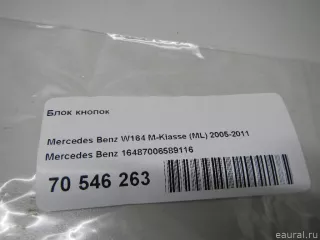 Блок кнопок
Mercedes Benz W164 M-Klasse (ML) 2005-2011
Mercedes Benz 16487006589116
70 546 263
eaural.ru